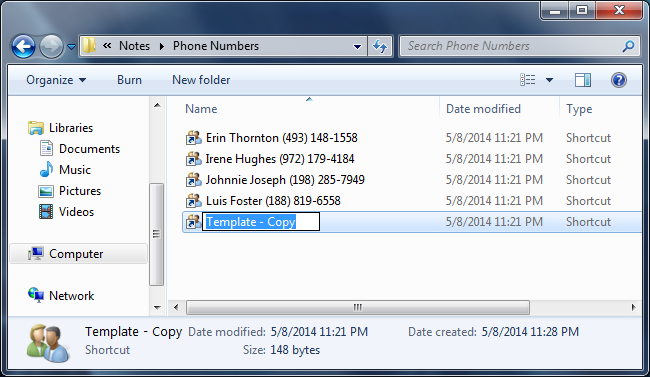 « Notes Phone Numbers Search Phone Numbers
Organize Burn New folder
Name Date modified Type
Libraries
Documents
Music
Pictures
Videos
Computer
Network
Erin Thornton (493) 148-1558 5/8/2014 11:21 PM Shortcut
Irene Hughes (972) 179-4184 5/8/2014 11:21 PM Shortcut
Johnnie Joseph (198) 285-7949 5/8/2014 11:21 PM Shortcut
Luis Foster (188) 819-6558 5/8/2014 11:21 PM Shortcut
Template - Copy 5/8/2014 11:21 PM Shortcut
Template - Copy Date modified: 5/8/2014 11:21 PM Date created: 5/8/2014 11:28 PM
Shortcut Size: 148 bytes